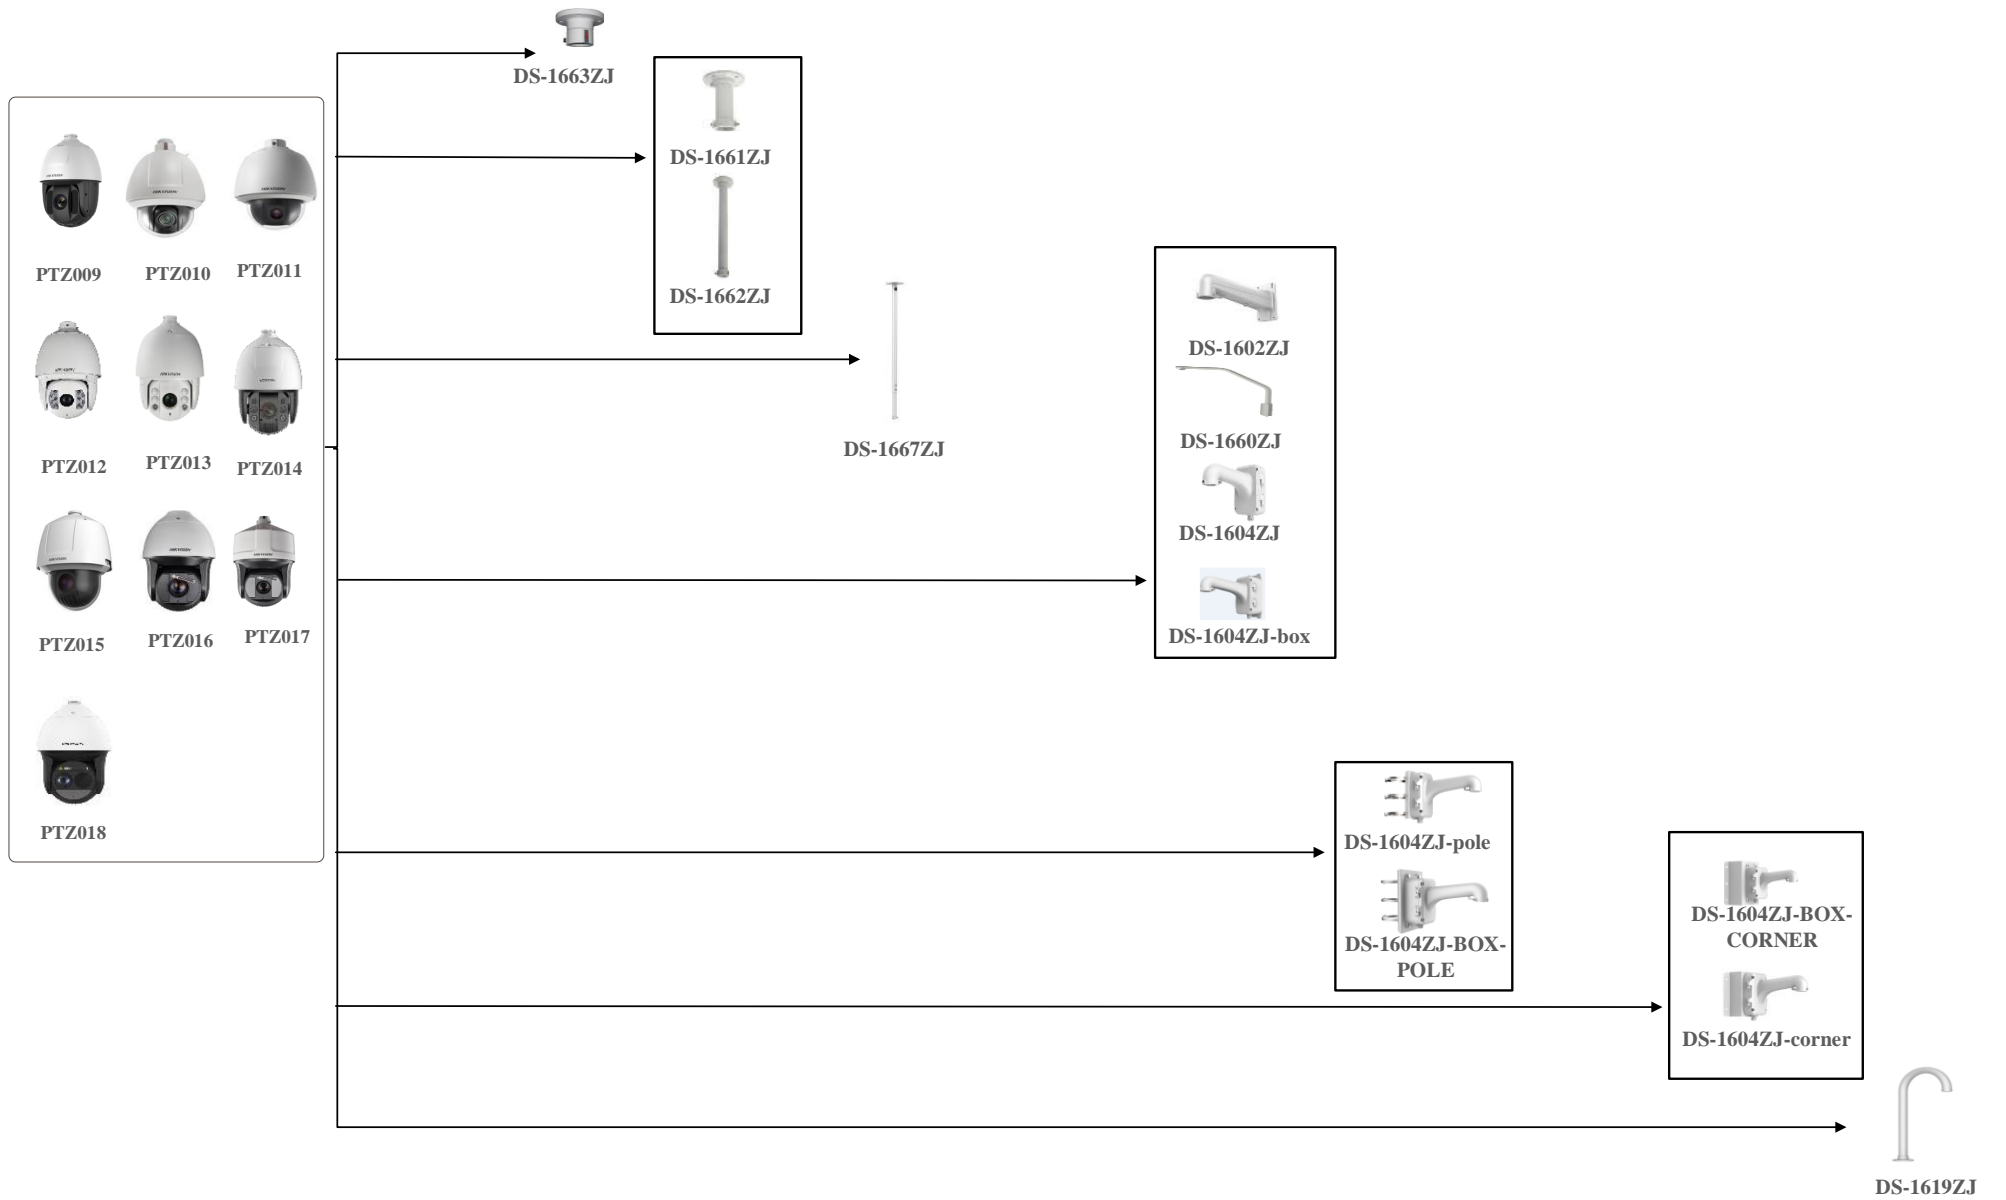 DS-1663ZJ
DS-1661ZJ
DS-1662ZJ
DS-1667ZJ
DS-1602ZJ
DS-1660ZJ
DS-1604ZJ
DS-1604ZJ-box
DS-1604ZJ-pole
DS-1604ZJ-BOX-
POLE
DS-1604ZJ-BOX-
CORNER
DS-1604ZJ-corner
DS-1619ZJ
PTZ009
PTZ010
PTZ011
PTZ012
PTZ013
PTZ014
PTZ015
PTZ016
PTZ017
PTZ018